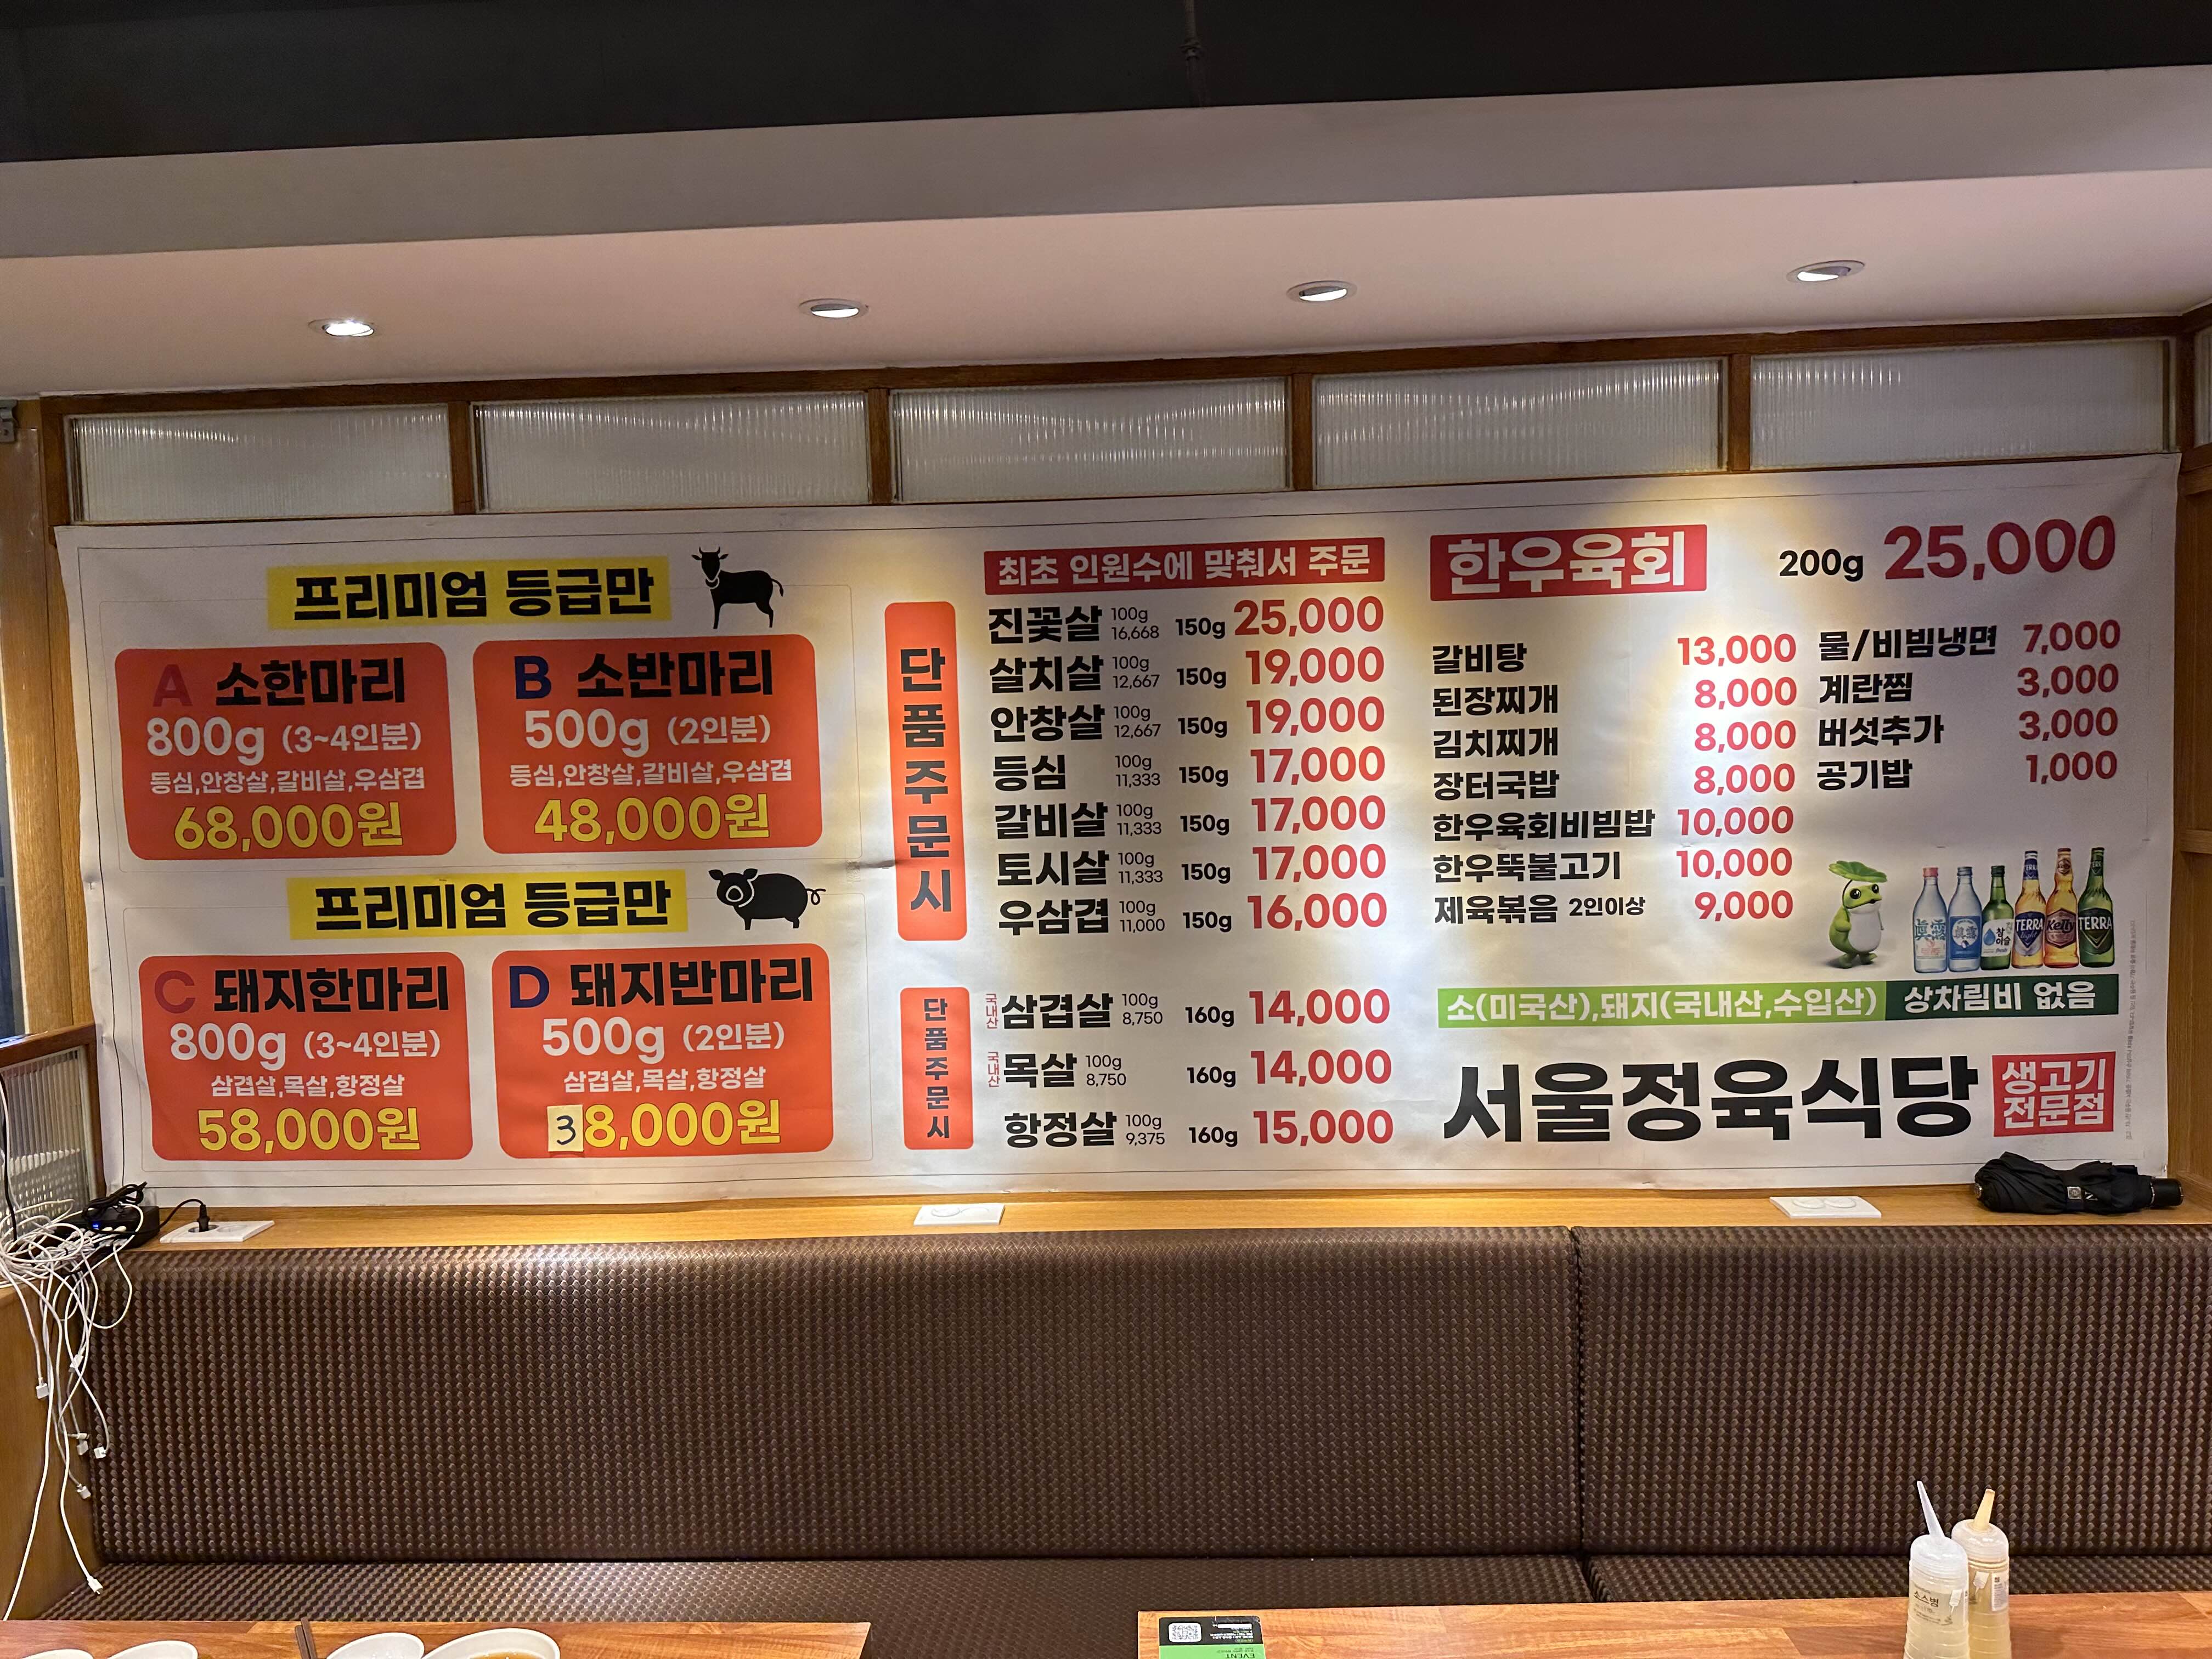 프리미엄 등급만
A 소한마리
800g (3~4인분)
등심,안창살,갈비살,우삼겹
68,000원
B 소반마리
500g (2인분)
등심,안창살,갈비살,우삼겹
48,000원
프리미엄 등급만
C 돼지한마리
800g (3~4인분)
삼겹살,목살,항정살
58,000원
D 돼지반마리
500g (2인분)
삼겹살,목살,항정살
38,000원
최초 인원수에 맞춰서 주문
단품주문시
진꽃살 100g 16,668 150g 25,000
살치살 100g 12,667 150g 19,000
안창살 100g 12,667 150g 19,000
등심 100g 11,333 150g 17,000
갈비살 100g 11,333 150g 17,000
토시살 100g 11,333 150g 17,000
우삼겹 100g 11,000 150g 16,000
단품주문시
국내산 삼겹살 100g 8,750 160g 14,000
국내산 목살 100g 8,750 160g 14,000
항정살 100g 9,375 160g 15,000
한우육회 200g 25,000
갈비탕 13,000
된장찌개 8,000
김치찌개 8,000
장터국밥 8,000
한우육회비빔밥 10,000
한우뚝불고기 10,000
제육볶음 2인이상 9,000
물/비빔냉면 7,000
계란찜 3,000
버섯추가 3,000
공기밥 1,000
참이슬
TERRA
Kelly
TERRA
소(미국산),돼지(국내산,수입산) 상차림비 없음
서울정육식당
생고기
전문점
소스병
EVENT